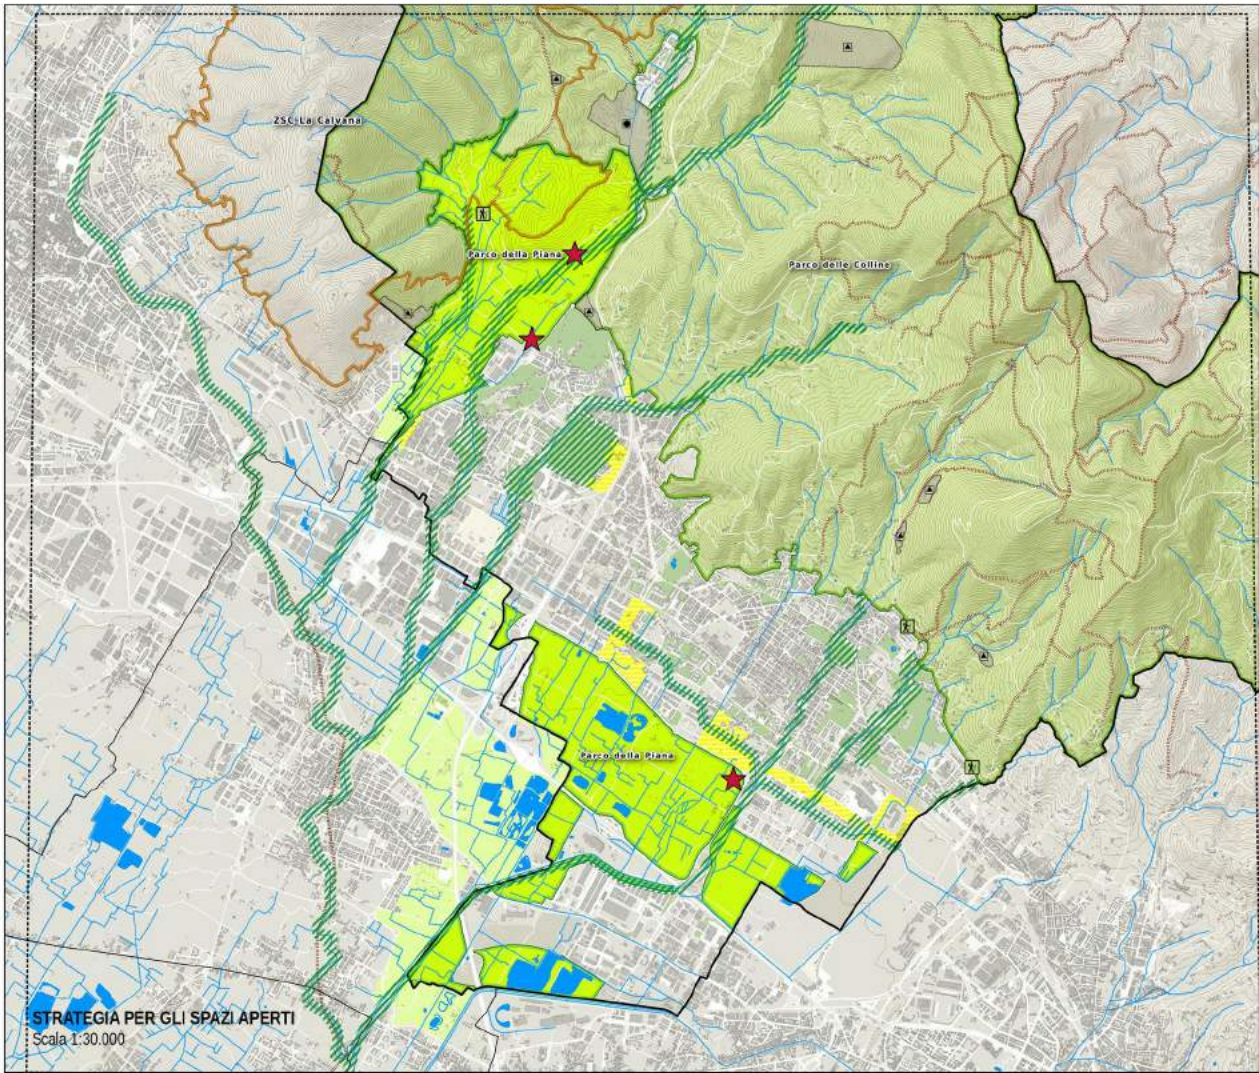 ZSC La Calvana
Parco della Piana
Parco delle Colline
Parco della Piana
STRATEGIA PER GLI SPAZI APERTI
Scala 1:30.000